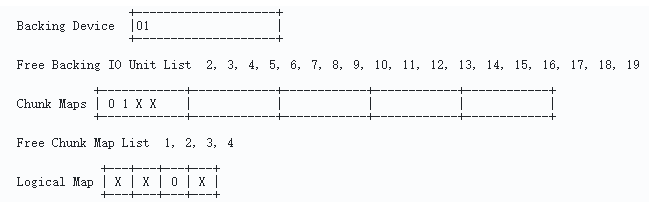 Backing Device |01 |
Free Backing IO Unit List 2, 3, 4, 5, 6, 7, 8, 9, 10, 11, 12, 13, 14, 15, 16, 17, 18, 19
Chunk Maps | 0 1 X X | | | | |
Free Chunk Map List 1, 2, 3, 4
Logical Map | X | X | 0 | X |